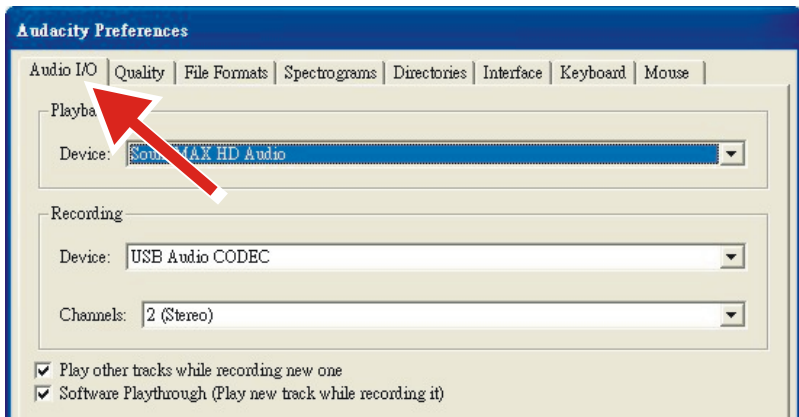 Audacity Preferences
Audio I/O Quality File Formats Spectrograms Directories Interface Keyboard Mouse
Device: MAX HD Audio
Recording
Device: USB Audio CODEC
Channels: 2 (Stereo)
Play other tracks while recording new one
Software Playthrough (Play new track while recording it)